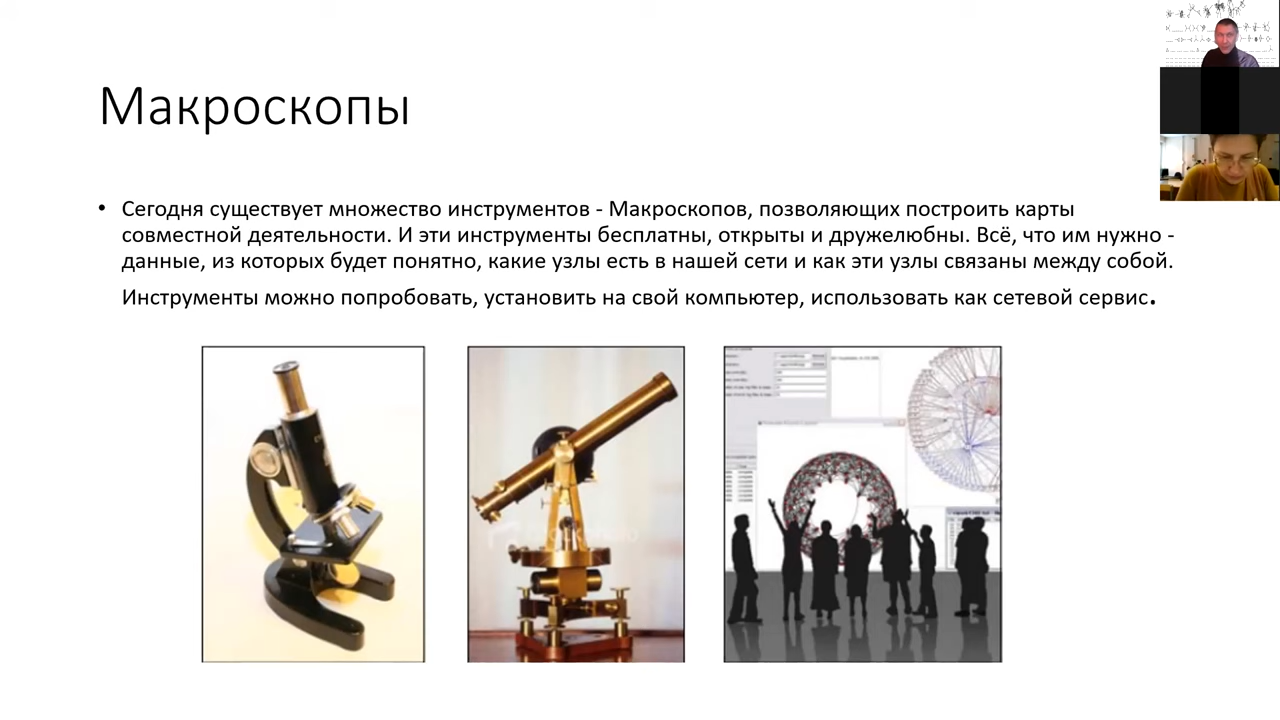 Макроскопы
• Сегодня существует множество инструментов - Макроскопов, позволяющих построить карты
совместной деятельности. И эти инструменты бесплатны, открыты и дружелюбны. Всё, что им нужно -
данные, из которых будет понятно, какие узлы есть в нашей сети и как эти узлы связаны между собой.
Инструменты можно попробовать, установить на свой компьютер, использовать как сетевой сервис.